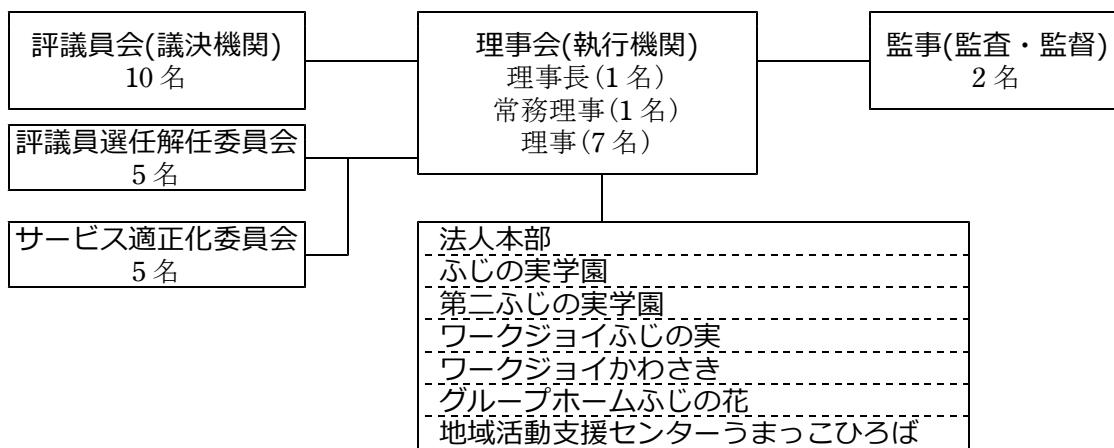 評議員会(議決機関)
10名
評議員選任解任委員会
5名
サービス適正化委員会
5名
理事会(執行機関)
理事長(1名)
常務理事(1名)
理事(7名)
監事(監査・監督)
2名
法人本部
ふじの実学園
第二ふじの実学園
ワークジョイふじの実
ワークジョイかわさき
グループホームふじの花
地域活動支援センターうまっこひろば